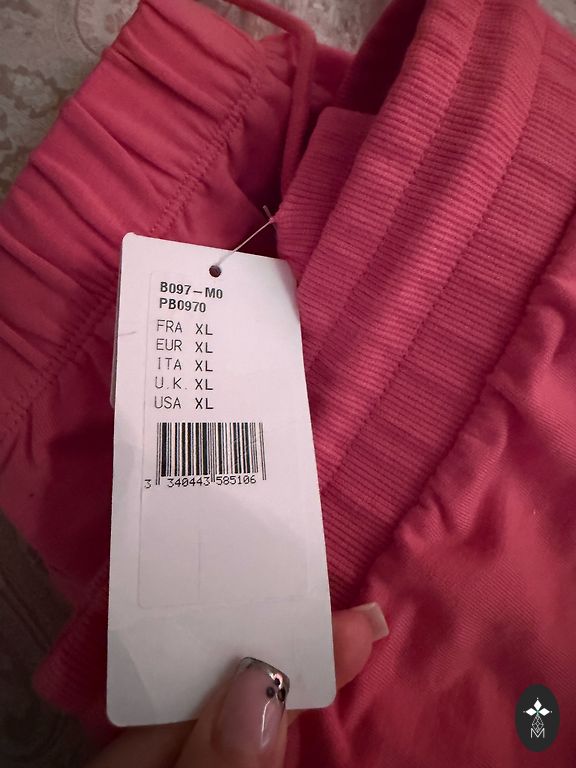 B097-M0
PB0970
FRA XL
EUR XL
ITA XL
U.K. XL
USA XL
3 340443 585106
M